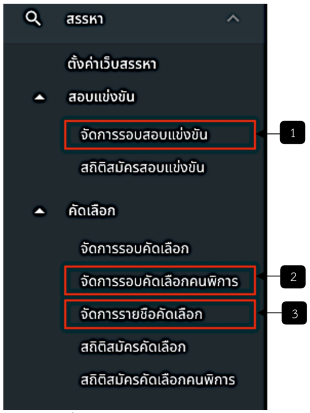 สรรหา
ตั้งค่าเว็บสรรหา
สอบแข่งขัน
จัดการรอบสอบแข่งขัน 1
สถิติสมัครสอบแข่งขัน
คัดเลือก
จัดการรอบคัดเลือก
จัดการรอบคัดเลือกคนพิการ 2
จัดการรายชือคัดเลือก 3
สถิติสมัครคัดเลือก
สถิติสมัครคัดเลือกคนพิการ